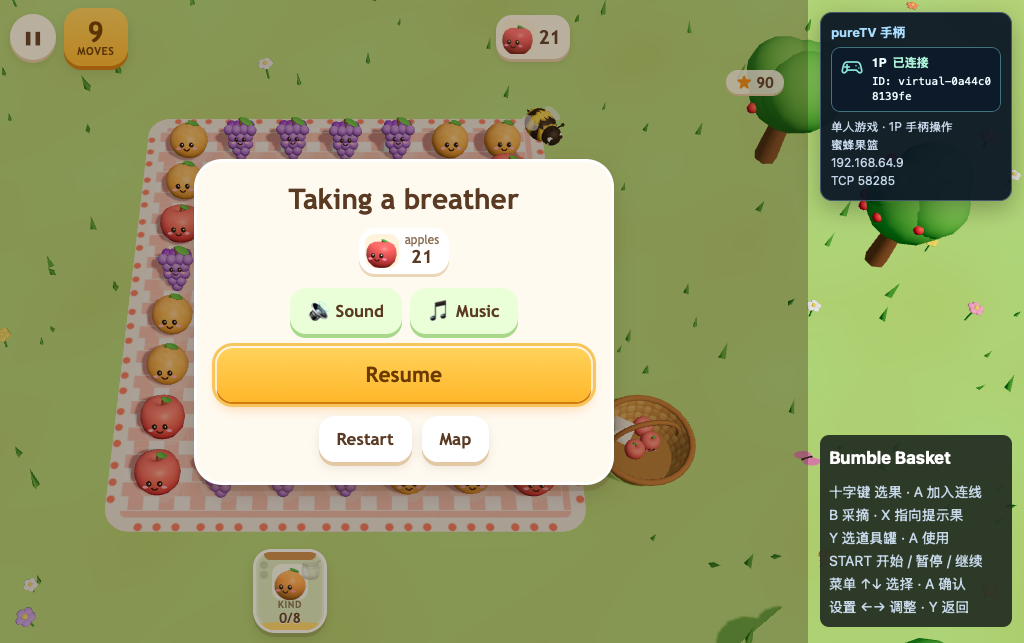 9
MOVES
21
90
Taking a breather
apples
21
Sound
Music
Resume
Restart
Map
KIND
0/8
pureTV 手柄
1P 已连接
ID: virtual-0a44c0
8139fe
单人游戏 · 1P 手柄操作
蜜蜂果篮
192.168.64.9
TCP 58285
Bumble Basket
十字键 选果 · A 加入连线
B 采摘 · X 指向提示果
Y 选道具罐 · A 使用
START 开始 / 暂停 / 继续
菜单 ↑↓ 选择 · A 确认
设置 ←→ 调整 · Y 返回